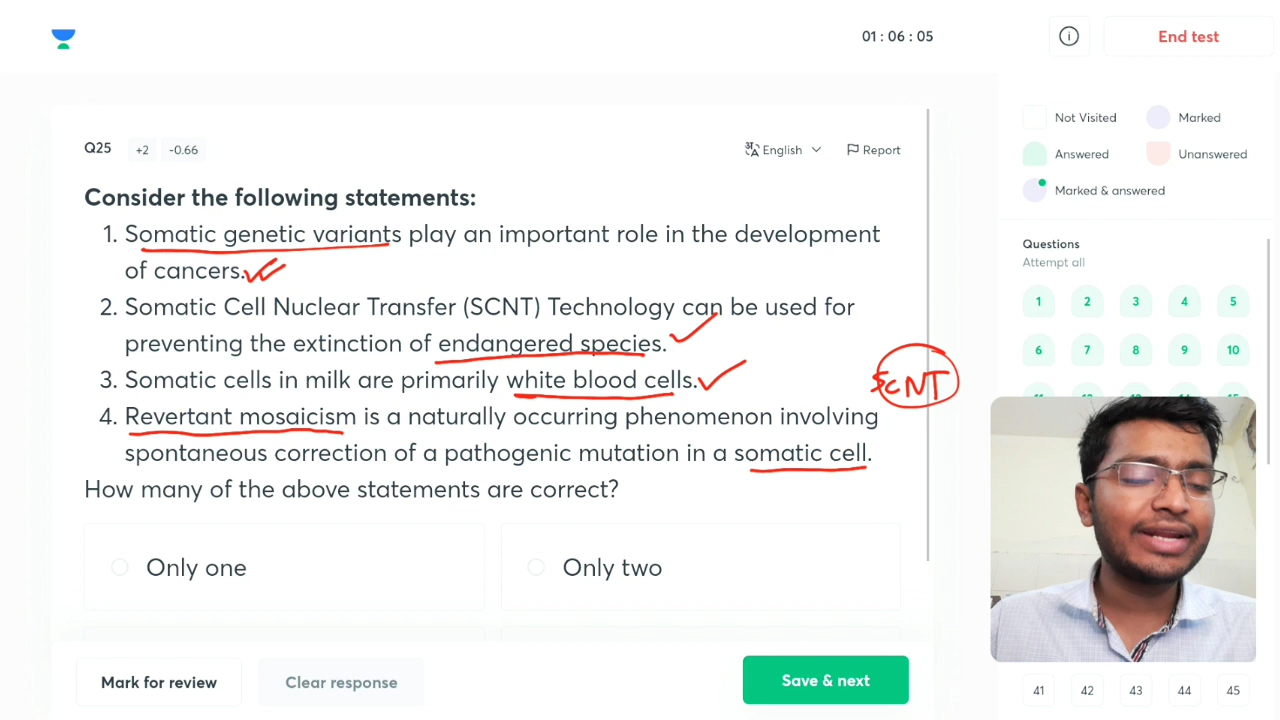 01 : 06 : 05
End test
Q25 +2 -0.66
English
Report
Not Visited
Marked
Answered
Unanswered
Marked & answered
Consider the following statements:
1. Somatic genetic variants play an important role in the development
of cancers.
2. Somatic Cell Nuclear Transfer (SCNT) Technology can be used for
preventing the extinction of endangered species.
3. Somatic cells in milk are primarily white blood cells.
SCNT
4. Revertant mosaicism is a naturally occurring phenomenon involving
spontaneous correction of a pathogenic mutation in a somatic cell.
How many of the above statements are correct?
Only one
Only two
Questions
Attempt all
1 2 3 4 5
6 7 8 9 10
41 42 43 44 45
Mark for review
Clear response
Save & next